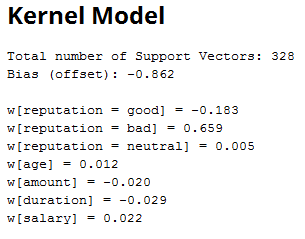 Kernel Model
Total number of Support Vectors: 328
Bias (offset): -0.862
w[reputation = good] = -0.183
w[reputation = bad] = 0.659
w[reputation = neutral] = 0.005
w[age] = 0.012
w[amount] = -0.020
w[duration] = -0.029
w[salary] = 0.022